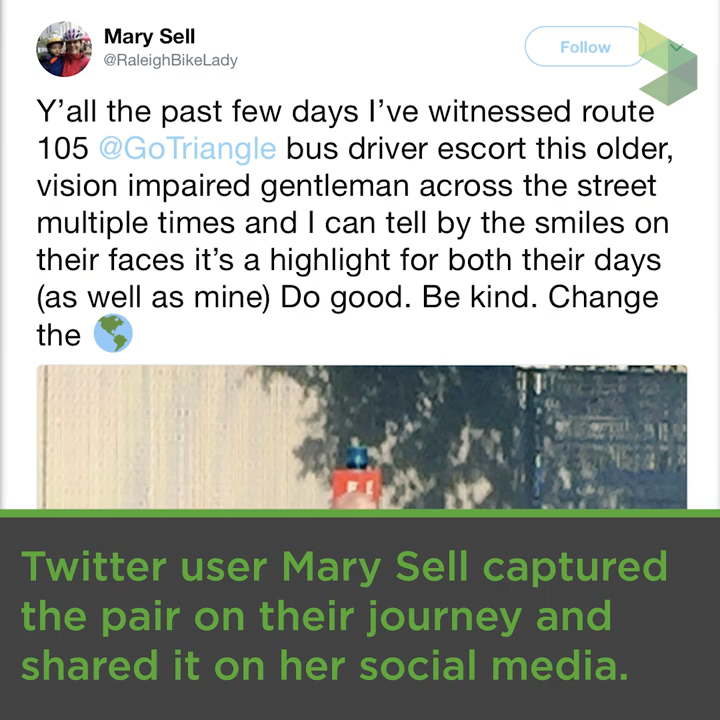 Mary Sell
@RaleighBikeLady
Follow
Y’all the past few days I’ve witnessed route
105 @GoTriangle bus driver escort this older,
vision impaired gentleman across the street
multiple times and I can tell by the smiles on
their faces it’s a highlight for both their days
(as well as mine) Do good. Be kind. Change
the 🌎
Twitter user Mary Sell captured
the pair on their journey and
shared it on her social media.